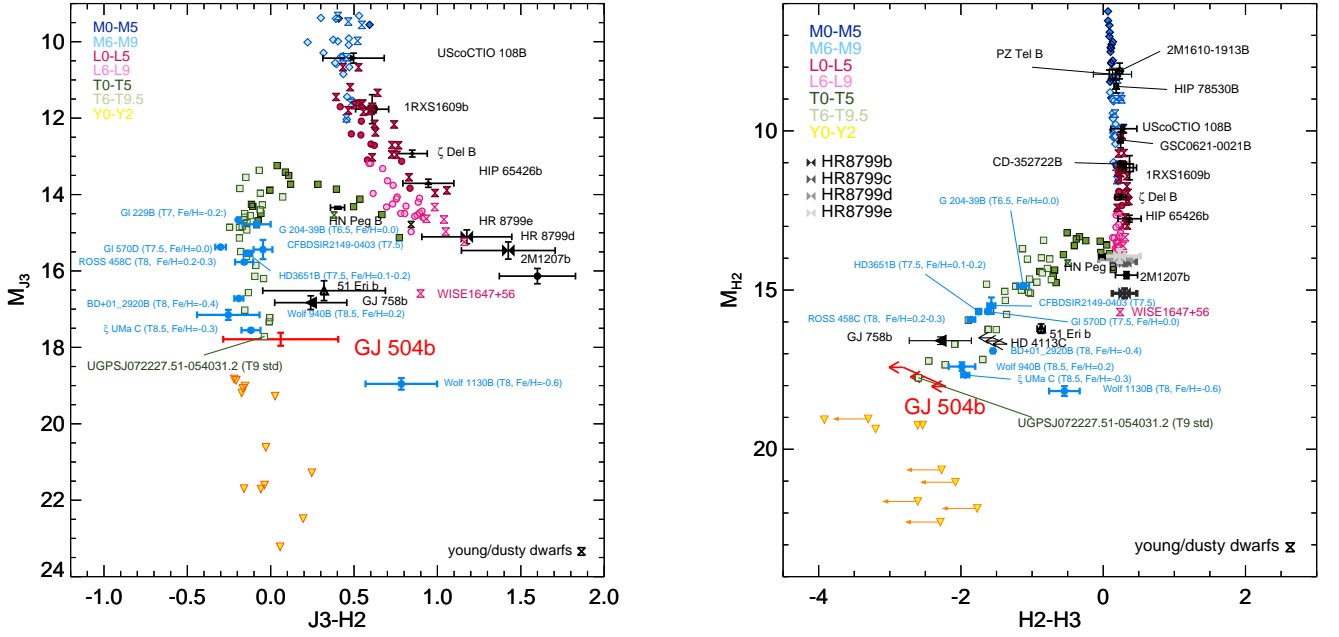 M0-M5
M6-M9
L0-L5
L6-L9
T0-T5
T6-T9.5
Y0-Y2
UScoCTIO 108B
1RXS1609b
ζ Del B
HIP 65426b
Gl 229B (T7, Fe/H=-0.2:)
HN Peg B
G 204-39B (T6.5, Fe/H=0.0)
HR 8799e
HR 8799d
Gl 570D (T7.5, Fe/H=0.0)
CFBDSIR2149-0403 (T7.5)
ROSS 458C (T8, Fe/H=0.2-0.3)
2M1207b
HD3651B (T7.5, Fe/H=0.1-0.2)
51 Eri b
WISE1647+56
BD+01_2920B (T8, Fe/H=-0.4)
GJ 758b
Wolf 940B (T8.5, Fe/H=0.2)
ξ UMa C (T8.5, Fe/H=-0.3)
GJ 504b
UGPSJ072227.51-054031.2 (T9 std)
Wolf 1130B (T8, Fe/H=-0.6)
young/dusty dwarfs
10
12
14
16
18
20
22
24
M_J3
-1.0
-0.5
0.0
0.5
1.0
1.5
2.0
J3-H2
M0-M5
M6-M9
L0-L5
L6-L9
T0-T5
T6-T9.5
Y0-Y2
HR8799b
HR8799c
HR8799d
HR8799e
PZ Tel B
2M1610-1913B
HIP 78530B
UScoCTIO 108B
GSC0621-0021B
CD-352722B
1RXS1609b
ζ Del B
G 204-39B (T6.5, Fe/H=0.0)
HIP 65426b
HD3651B (T7.5, Fe/H=0.1-0.2)
HN Peg B
2M1207b
CFBDSIR2149-0403 (T7.5)
WISE1647+56
ROSS 458C (T8, Fe/H=0.2-0.3)
Gl 570D (T7.5, Fe/H=0.0)
GJ 758b
51 Eri b
HD 4113C
BD+01_2920B (T8, Fe/H=-0.4)
Wolf 940B (T8.5, Fe/H=0.2)
ξ UMa C (T8.5, Fe/H=-0.3)
Wolf 1130B (T8, Fe/H=-0.6)
GJ 504b
UGPSJ072227.51-054031.2 (T9 std)
young/dusty dwarfs
10
15
20
M_H2
-4
-2
0
2
H2-H3